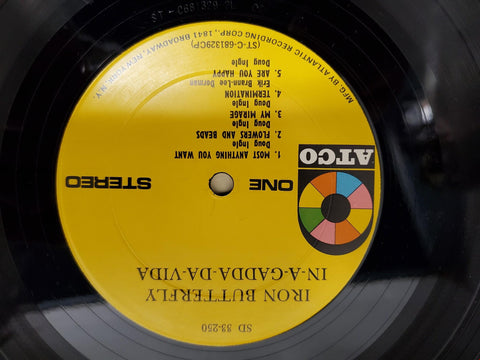 SD 33-250
IRON BUTTERFLY
IN-A-GADDA-DA-VIDA
ATCO
ONE
STEREO
1. MOST ANYTHING YOU WANT
Doug Ingle
2. FLOWERS AND BEADS
Doug Ingle
3. MY MIRAGE
Doug Ingle
4. TERMINATION
Erik Brann-Lee Dorman
5. ARE YOU HAPPY
Doug Ingle
(ST-C-681329CP)
MFG BY ATLANTIC RECORDING CORP., 1841 BROADWAY, NEW YORK, N.Y.